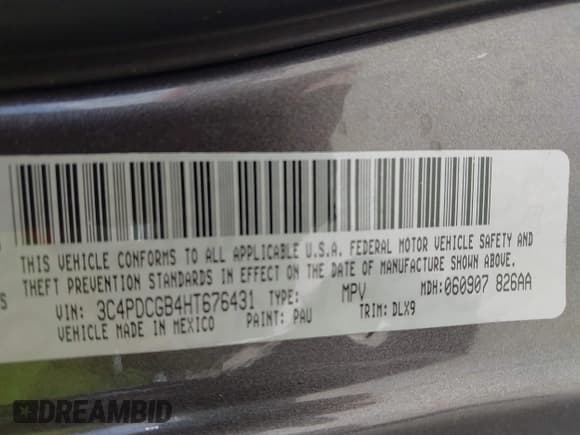 THIS VEHICLE CONFORMS TO ALL APPLICABLE U.S.A. FEDERAL MOTOR VEHICLE SAFETY AND
THEFT PREVENTION STANDARDS IN EFFECT ON THE DATE OF MANUFACTURE SHOWN ABOVE.
VIN: 3C4PDCGB4HT676431 TYPE: MPV MDH:060907 826AA
VEHICLE MADE IN MEXICO PAINT: PAU TRIM: DLX9
DREAMBID